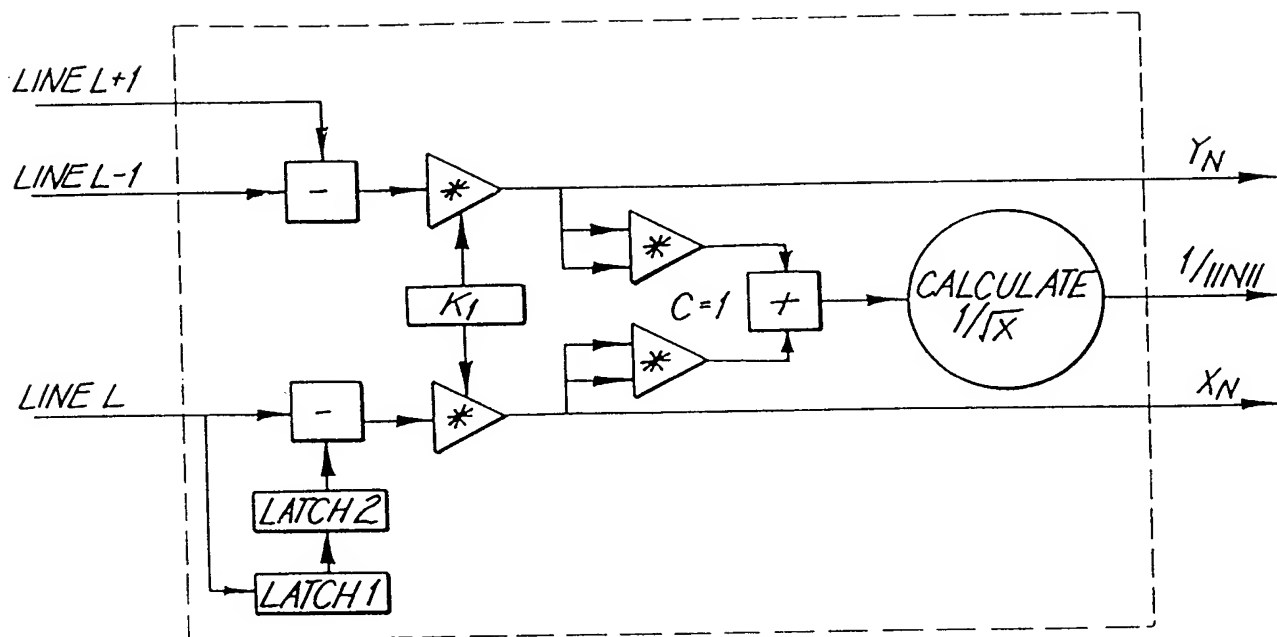 LINE L+1
LINE L-1
-
*
Y_N
*
K1
C=1
+
CALCULATE
1/√X
1/||N||
*
LINE L
-
*
X_N
LATCH 2
LATCH 1